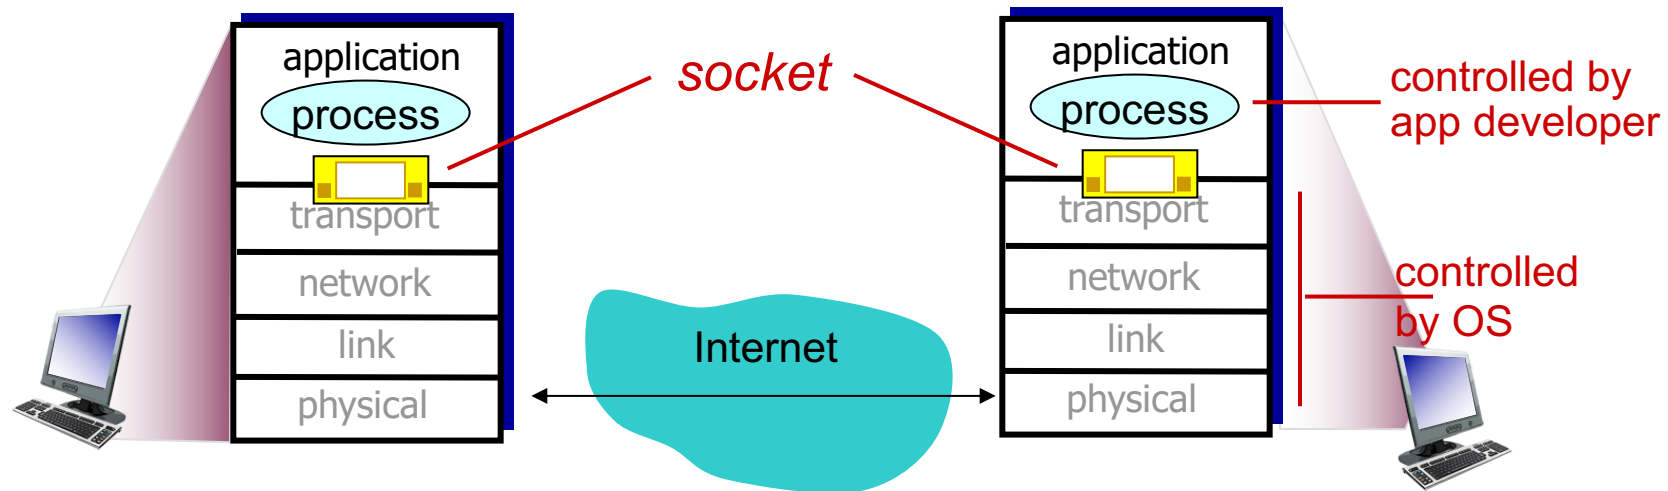 application
process
transport
network
link
physical
socket
Internet
application
process
transport
network
link
physical
controlled by
app developer
controlled
by OS